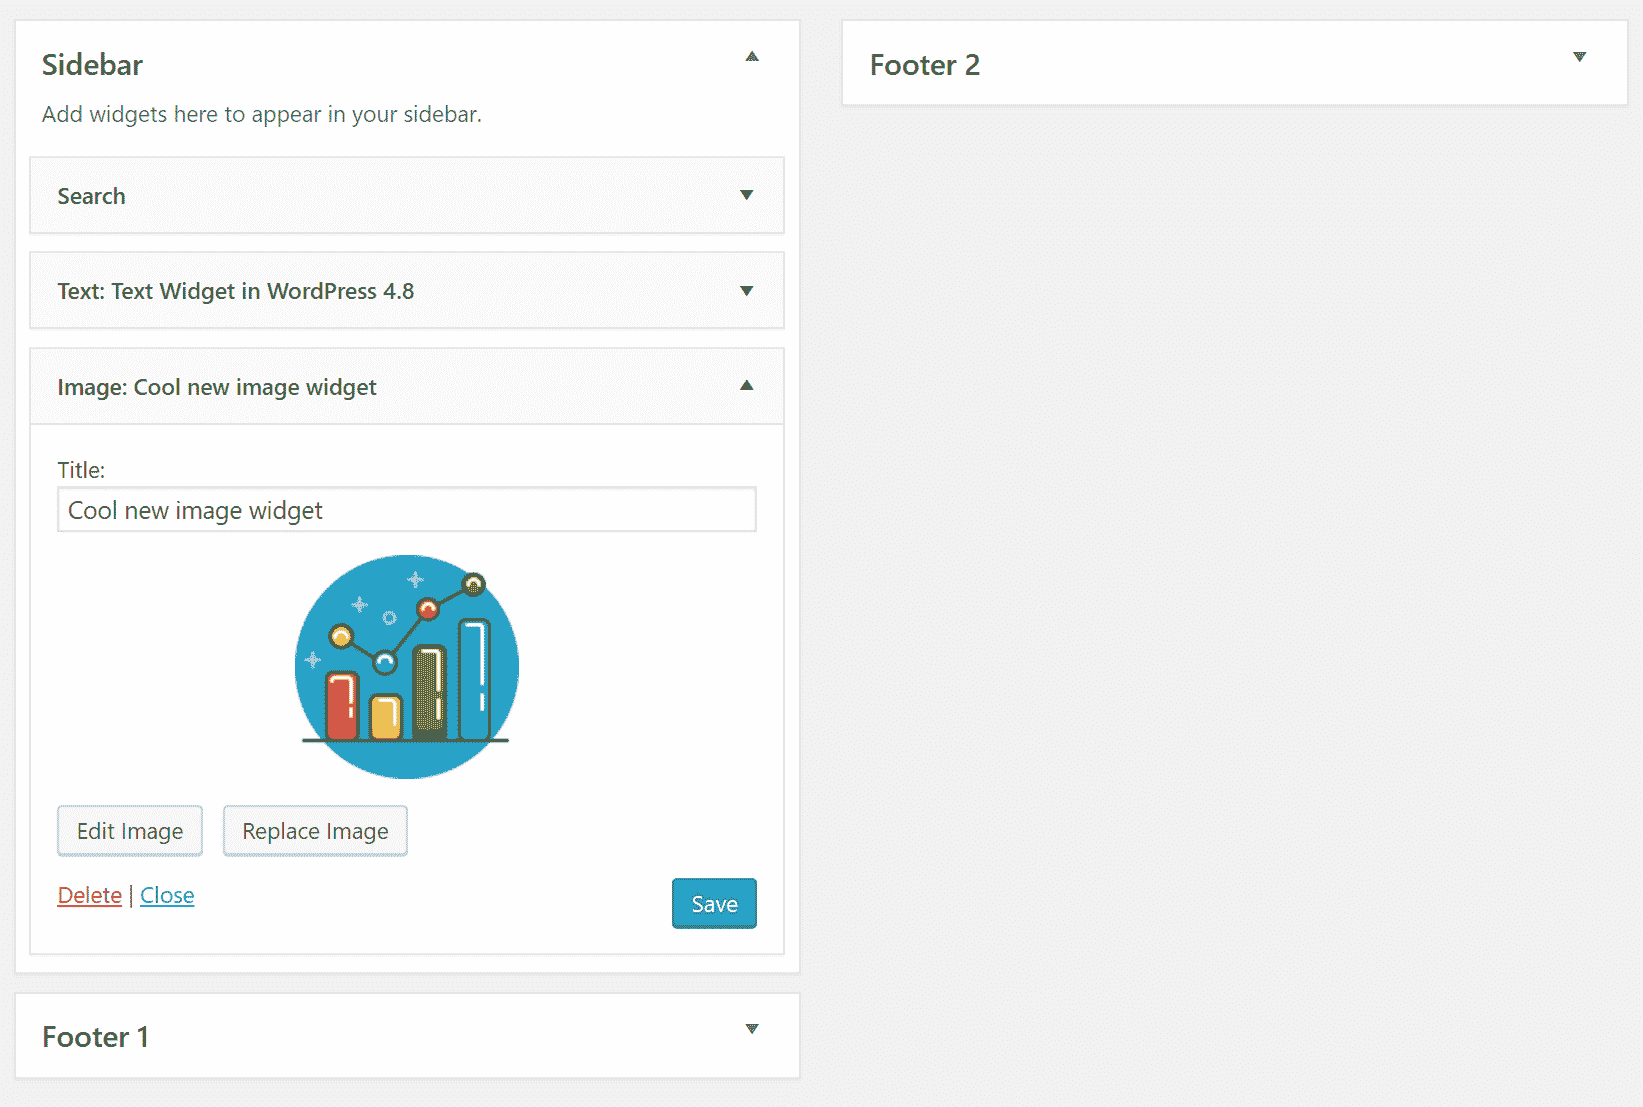 Sidebar
Add widgets here to appear in your sidebar.
Search
Text: Text Widget in WordPress 4.8
Image: Cool new image widget
Title:
Cool new image widget
Edit Image
Replace Image
Delete | Close
Save
Footer 1
Footer 2